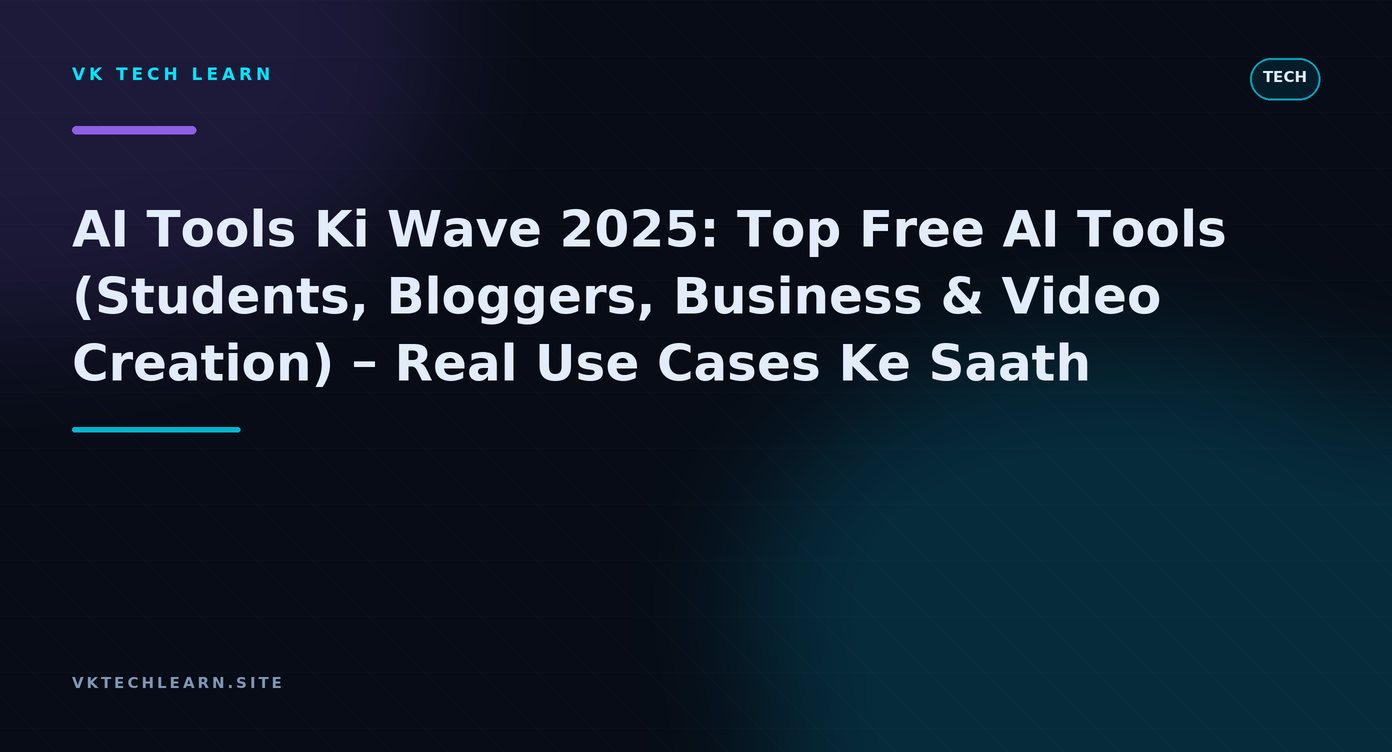 VK TECH LEARN
TECH
AI Tools Ki Wave 2025: Top Free AI Tools
(Students, Bloggers, Business & Video
Creation) – Real Use Cases Ke Saath
VKTECHLEARN.SITE